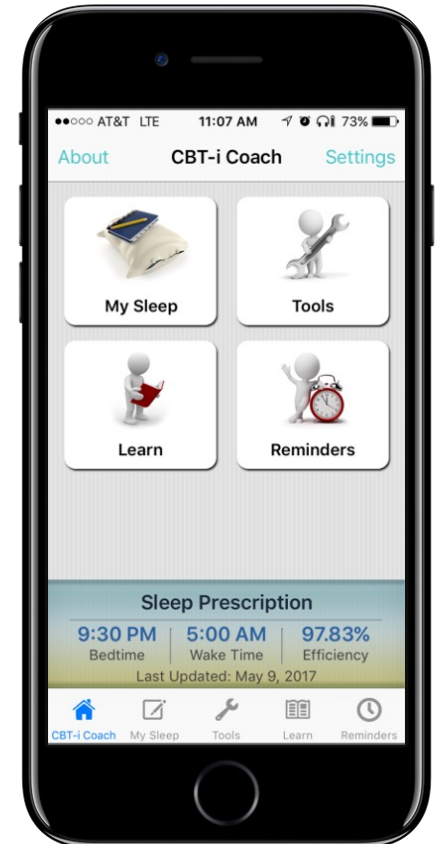 AT&T LTE 11:07 AM 73%
About CBT-i Coach Settings
My Sleep Tools
Learn Reminders
Sleep Prescription
9:30 PM 5:00 AM 97.83%
Bedtime Wake Time Efficiency
Last Updated: May 9, 2017
CBT-i Coach My Sleep Tools Learn Reminders